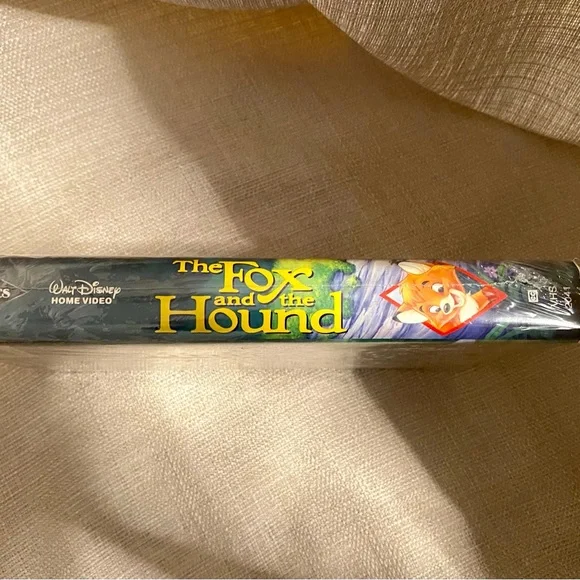 WALT DISNEY
HOME VIDEO
The Fox
and the
Hound
VHS